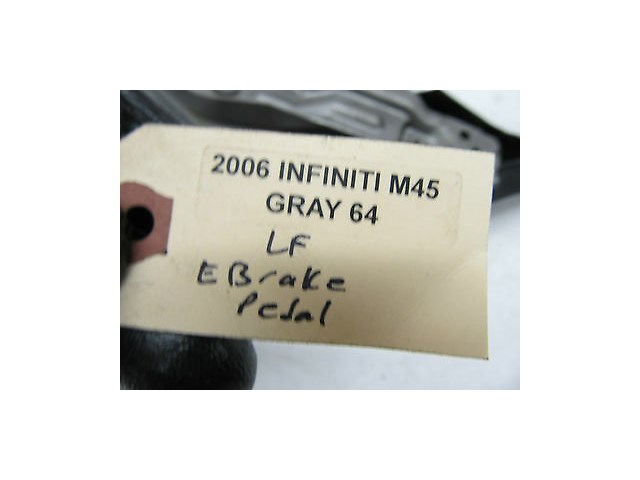 2006 INFINITI M45
GRAY 64
LF
EBrake
Pedal